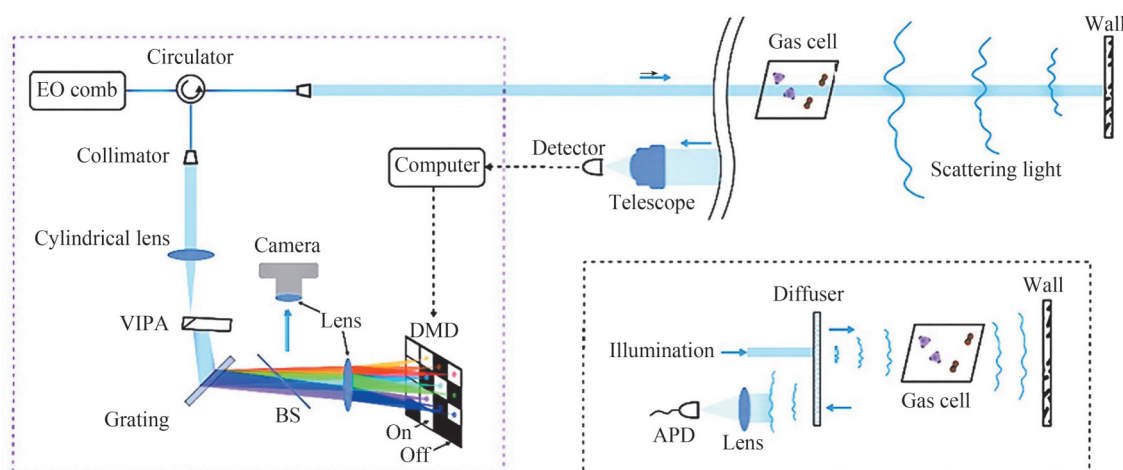 Circulator
EO comb
Collimator
Computer
Detector
Telescope
Gas cell
Wall
Scattering light
Cylindrical lens
Camera
VIPA
Lens
DMD
Grating
BS
On
Off
Diffuser
Wall
Illumination
Gas cell
APD
Lens